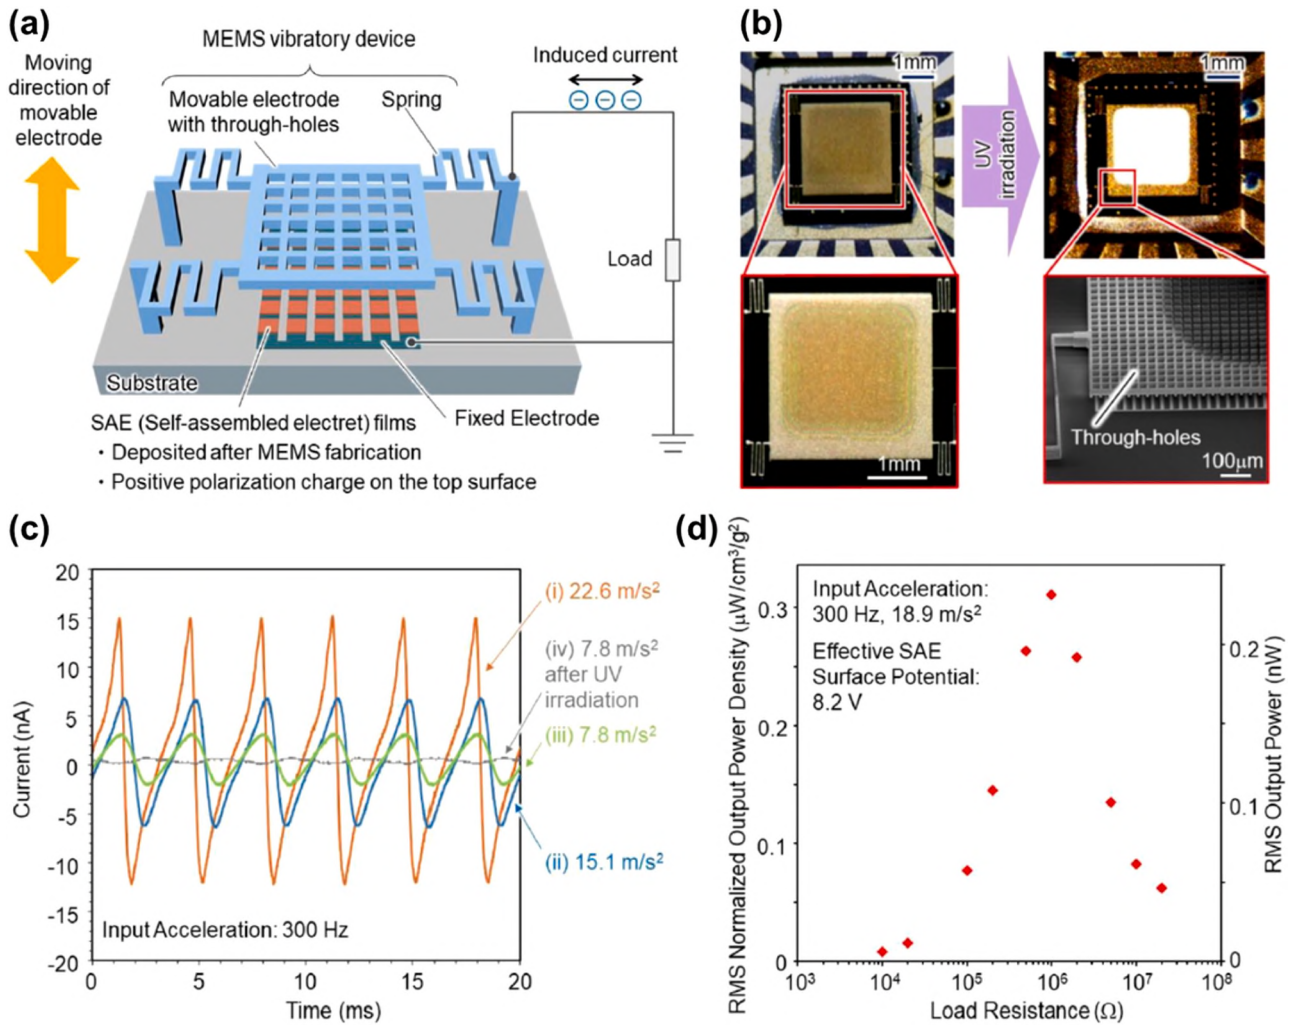 (a)
MEMS vibratory device
Moving
direction of
movable
electrode
Movable electrode
with through-holes
Spring
Induced current
Load
Substrate
SAE (Self-assembled electret) films
・Deposited after MEMS fabrication
・Positive polarization charge on the top surface
Fixed Electrode
(b)
1mm
UV
irradiation
1mm
1mm
Through-holes
100μm
(c)
Current (nA)
20
15
10
5
0
-5
-10
-15
-20
(i) 22.6 m/s²
(iv) 7.8 m/s²
after UV
irradiation
(iii) 7.8 m/s²
(ii) 15.1 m/s²
Input Acceleration: 300 Hz
0 5 10 15 20
Time (ms)
(d)
RMS Normalized Output Power Density (μW/cm³/g²)
0.3
0.2
0.1
0
Input Acceleration:
300 Hz, 18.9 m/s²
Effective SAE
Surface Potential:
8.2 V
0.2
0.1
0
RMS Output Power (nW)
10³ 10⁴ 10⁵ 10⁶ 10⁷ 10⁸
Load Resistance (Ω)